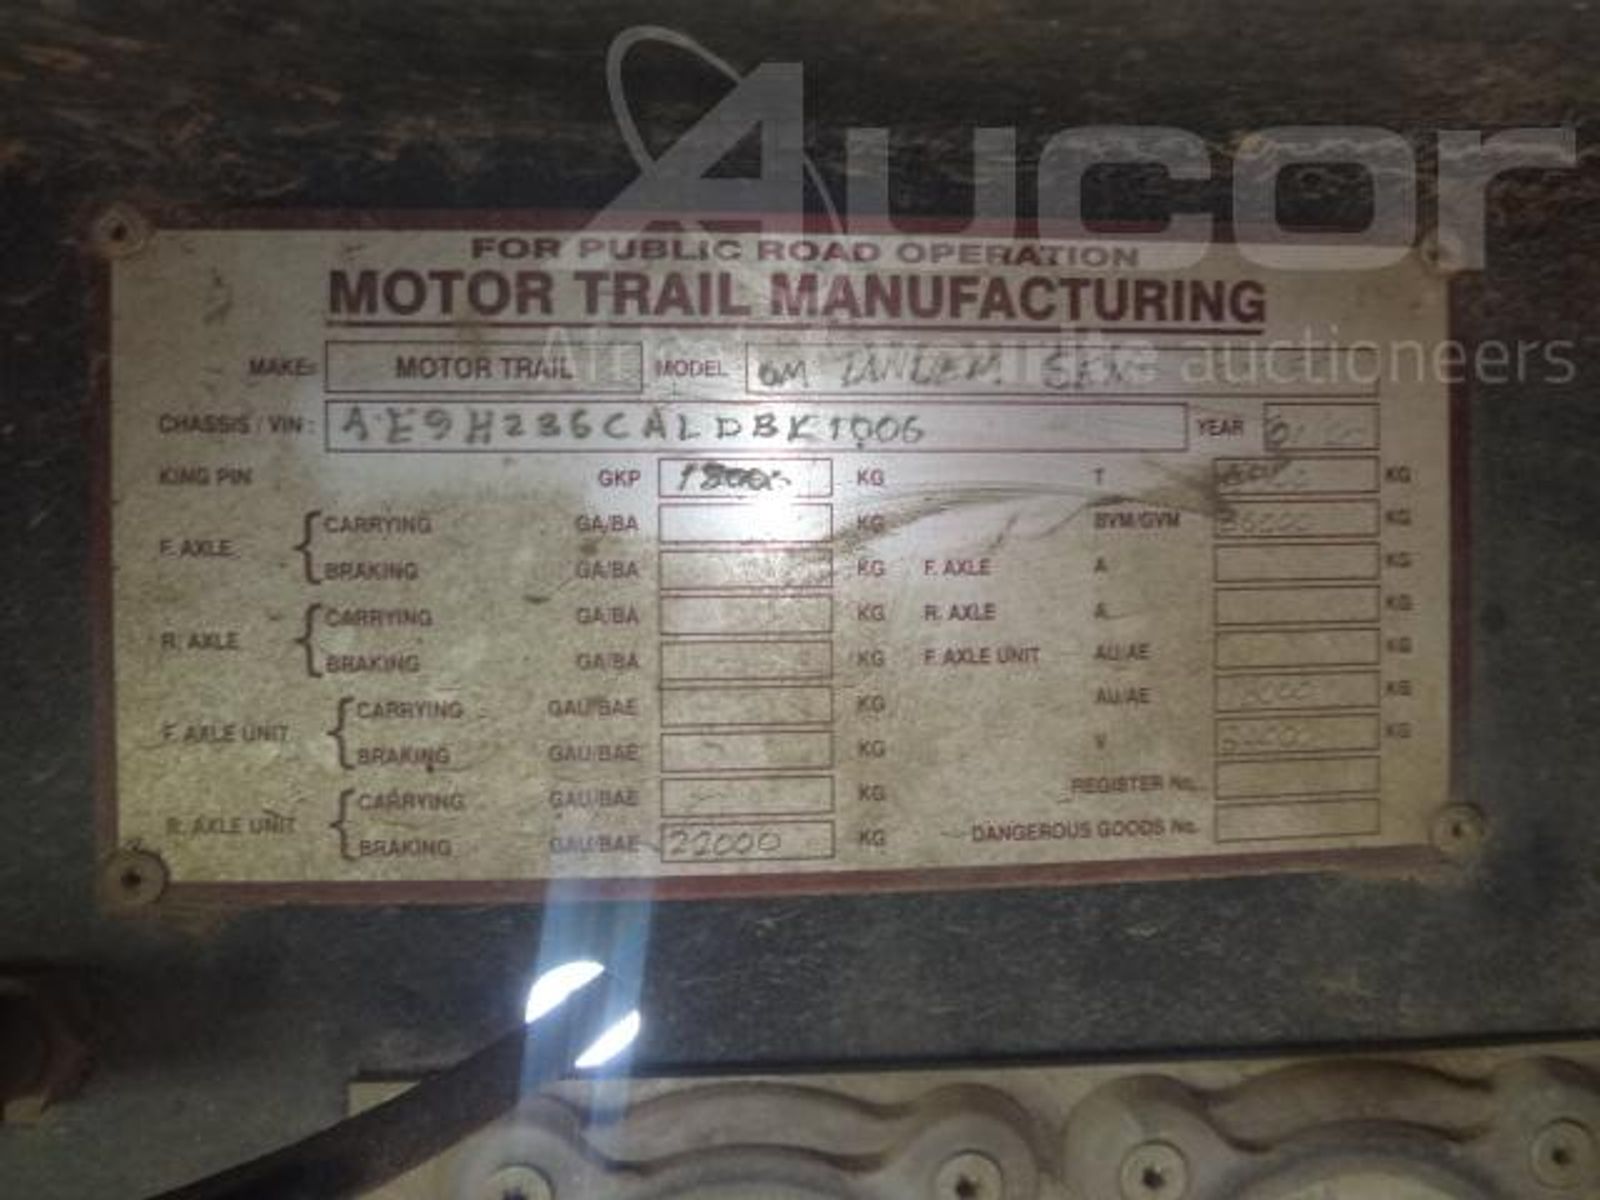 Aucor
FOR PUBLIC ROAD OPERATION
MOTOR TRAIL MANUFACTURING
auctioneers
MAKE: MOTOR TRAIL MODEL 6M TANDEM
CHASSIS / VIN: AE9H236CALDBK1006 YEAR
KING PIN GKP KG T KG
F. AXLE { CARRYING GA/BA KG BVM/GVM KG
BRAKING GA/BA KG F. AXLE A KG
R. AXLE { CARRYING GA/BA KG R. AXLE A KG
BRAKING GA/BA KG F. AXLE UNIT AU/AE KG
F. AXLE UNIT { CARRYING GAU/BAE KG AU/AE KG
BRAKING GAU/BAE KG V KG
R. AXLE UNIT { CARRYING GAU/BAE KG REGISTER No.
BRAKING GAU/BAE 22000 KG DANGEROUS GOODS No.